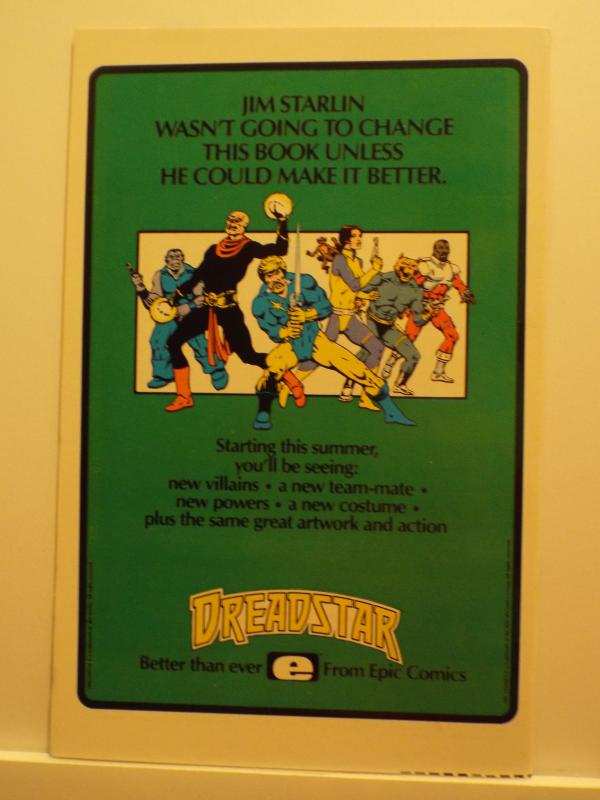 JIM STARLIN
WASN'T GOING TO CHANGE
THIS BOOK UNLESS
HE COULD MAKE IT BETTER.
Starting this summer,
you'll be seeing:
new villains • a new team-mate •
new powers • a new costume •
plus the same great artwork and action
DREADSTAR
Better than ever e From Epic Comics